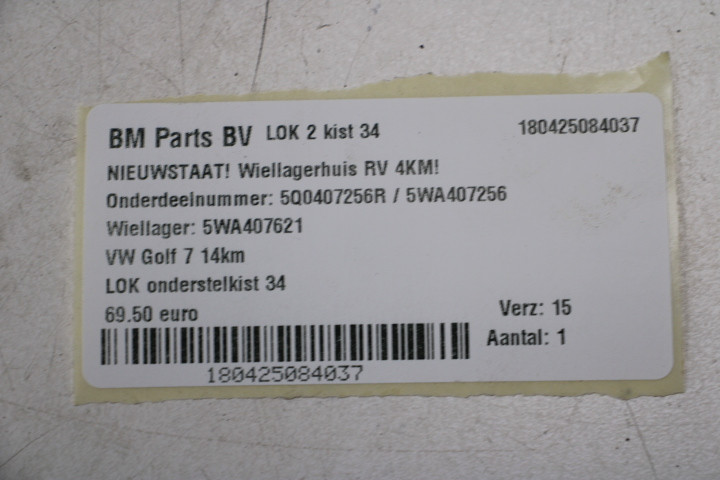 BM Parts BV LOK 2 kist 34 180425084037
NIEUWSTAAT! Wiellagerhuis RV 4KM!
Onderdeelnummer: 5Q0407256R / 5WA407256
Wiellager: 5WA407621
VW Golf 7 14km
LOK onderstelkist 34
69.50 euro Verz: 15
Aantal: 1
180425084037